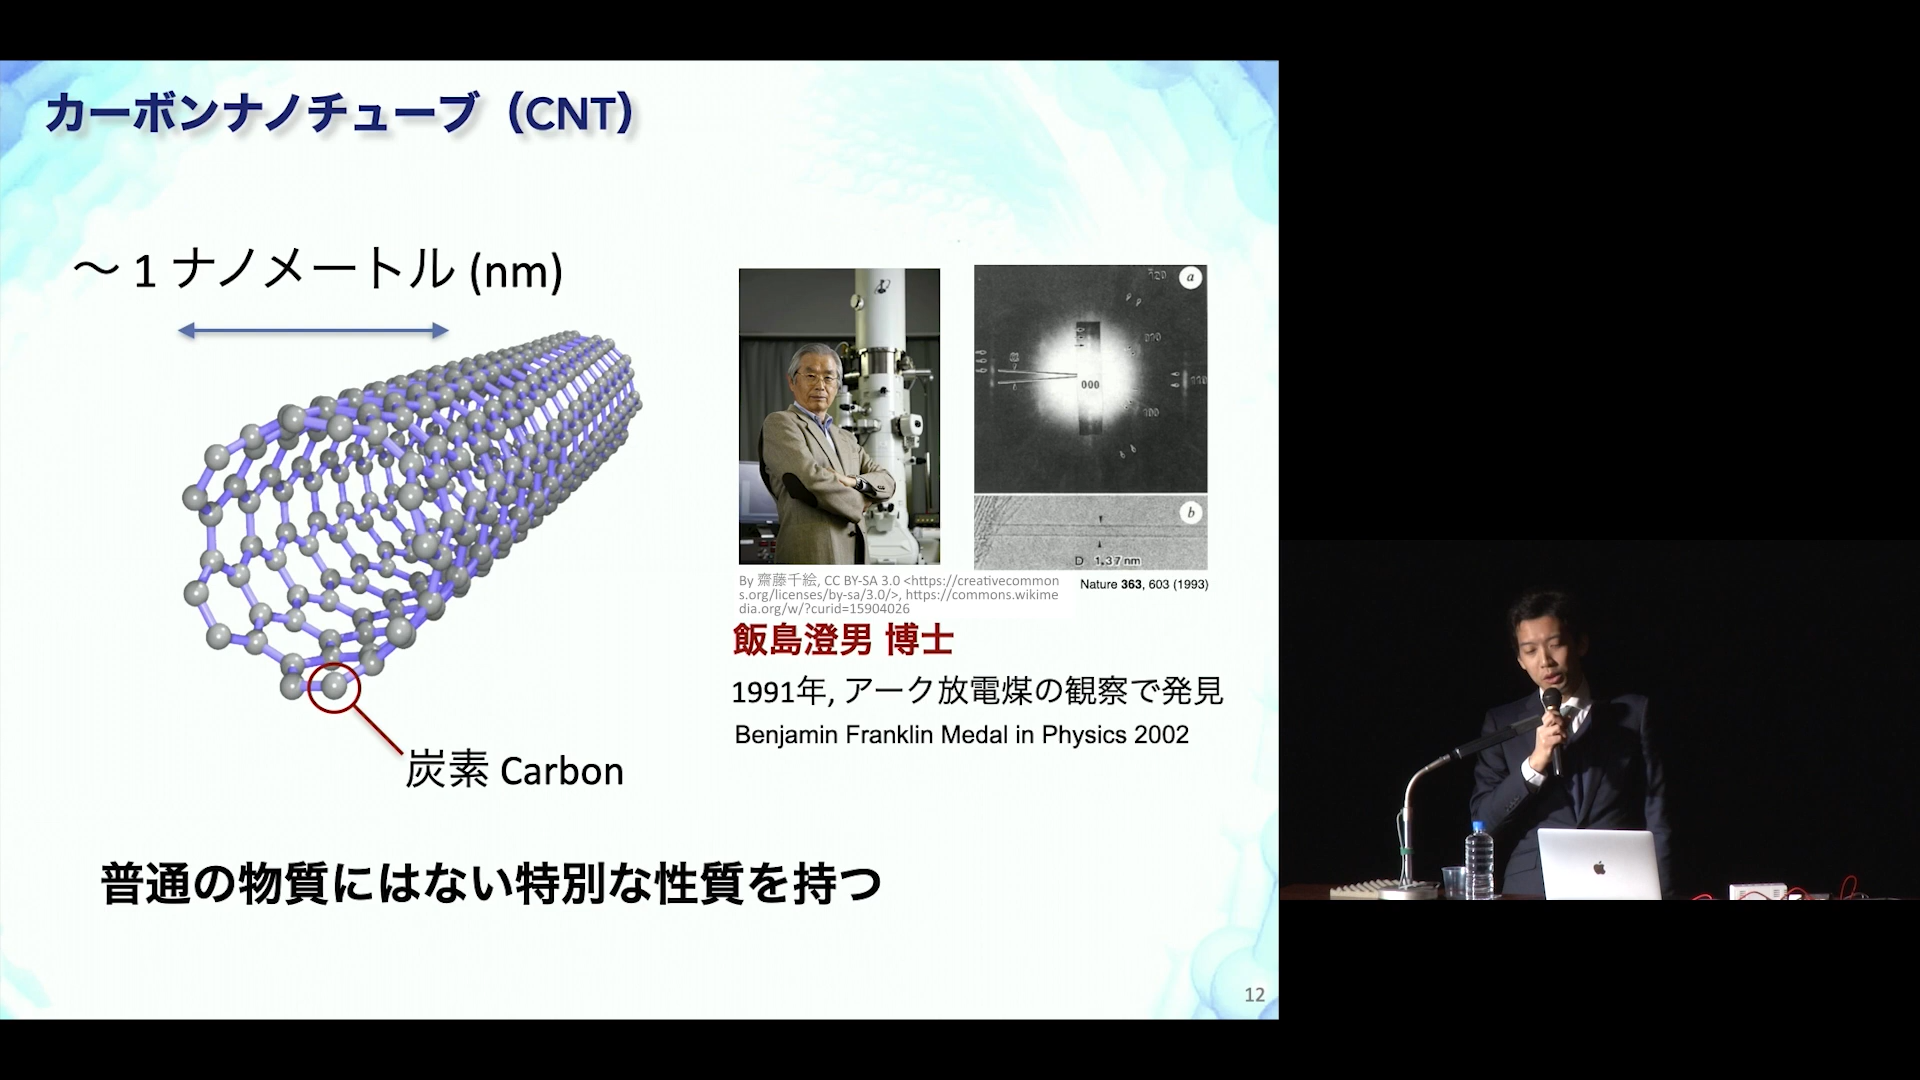 カーボンナノチューブ（CNT）
～ 1 ナノメートル (nm)
a
000
b
D 1.37 nm
By 齋藤千絵, CC BY-SA 3.0 <https://creativecommon
s.org/licenses/by-sa/3.0/>, https://commons.wikime
dia.org/w/?curid=15904026
Nature 363, 603 (1993)
飯島澄男 博士
1991年, アーク放電煤の観察で発見
Benjamin Franklin Medal in Physics 2002
炭素 Carbon
普通の物質にはない特別な性質を持つ
12